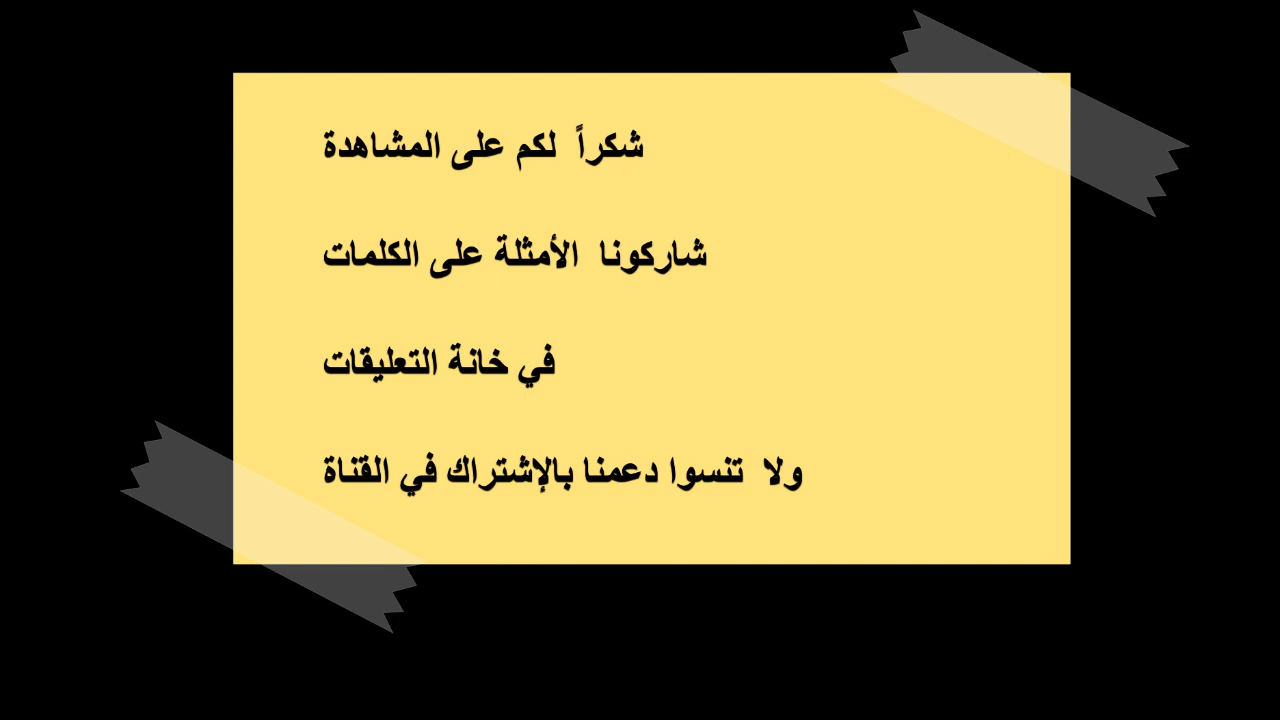 شكراً لكم على المشاهدة
شاركونا الأمثلة على الكلمات
في خانة التعليقات
ولا تنسوا دعمنا بالإشتراك في القناة